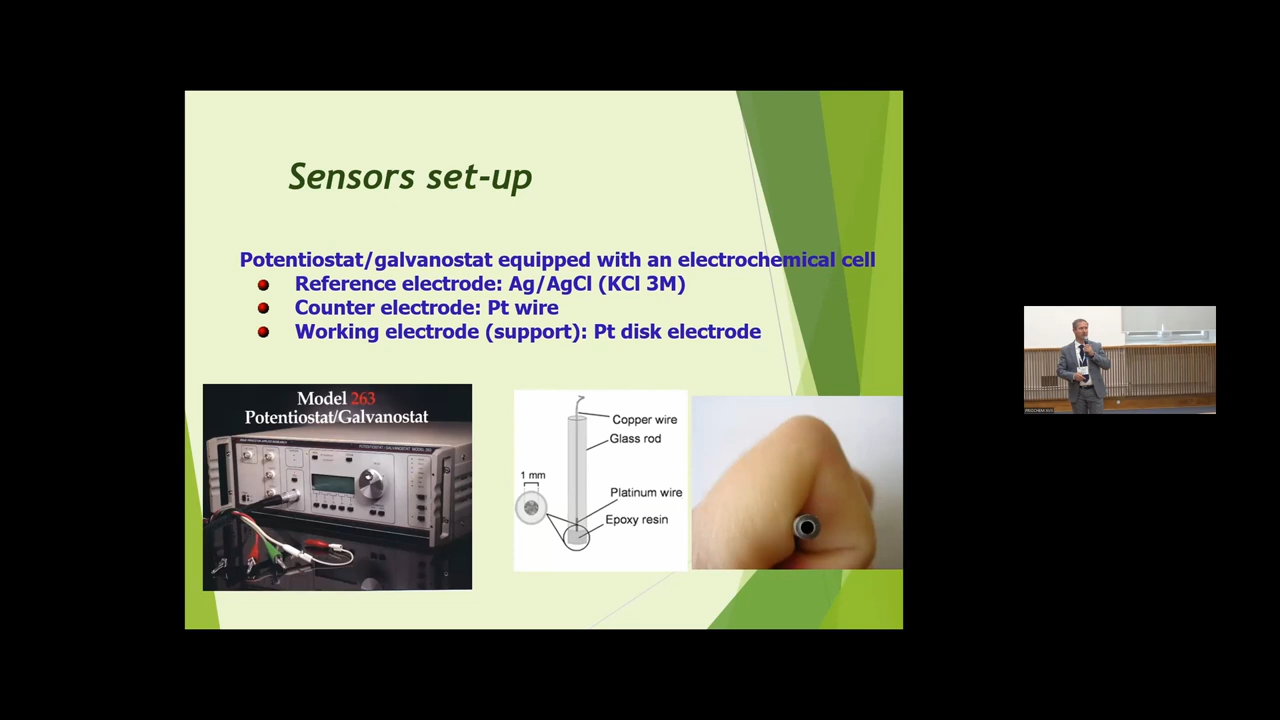 Sensors set-up
Potentiostat/galvanostat equipped with an electrochemical cell
Reference electrode: Ag/AgCl (KCl 3M)
Counter electrode: Pt wire
Working electrode (support): Pt disk electrode
Model 263
Potentiostat/Galvanostat
Copper wire
Glass rod
1 mm
Platinum wire
Epoxy resin